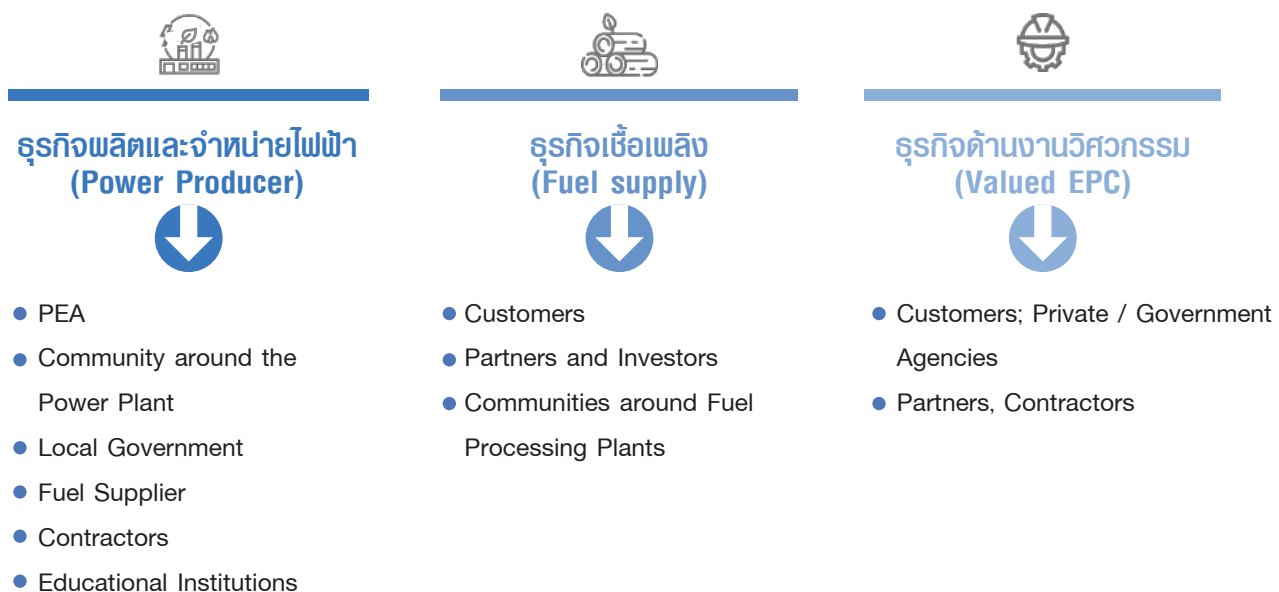 ธุรกิจผลิตและจำหน่ายไฟฟ้า
(Power Producer)
PEA
Community around the
Power Plant
Local Government
Fuel Supplier
Contractors
Educational Institutions
ธุรกิจเชื้อเพลิง
(Fuel supply)
Customers
Partners and Investors
Communities around Fuel
Processing Plants
ธุรกิจด้านงานวิศวกรรม
(Valued EPC)
Customers; Private / Government
Agencies
Partners, Contractors